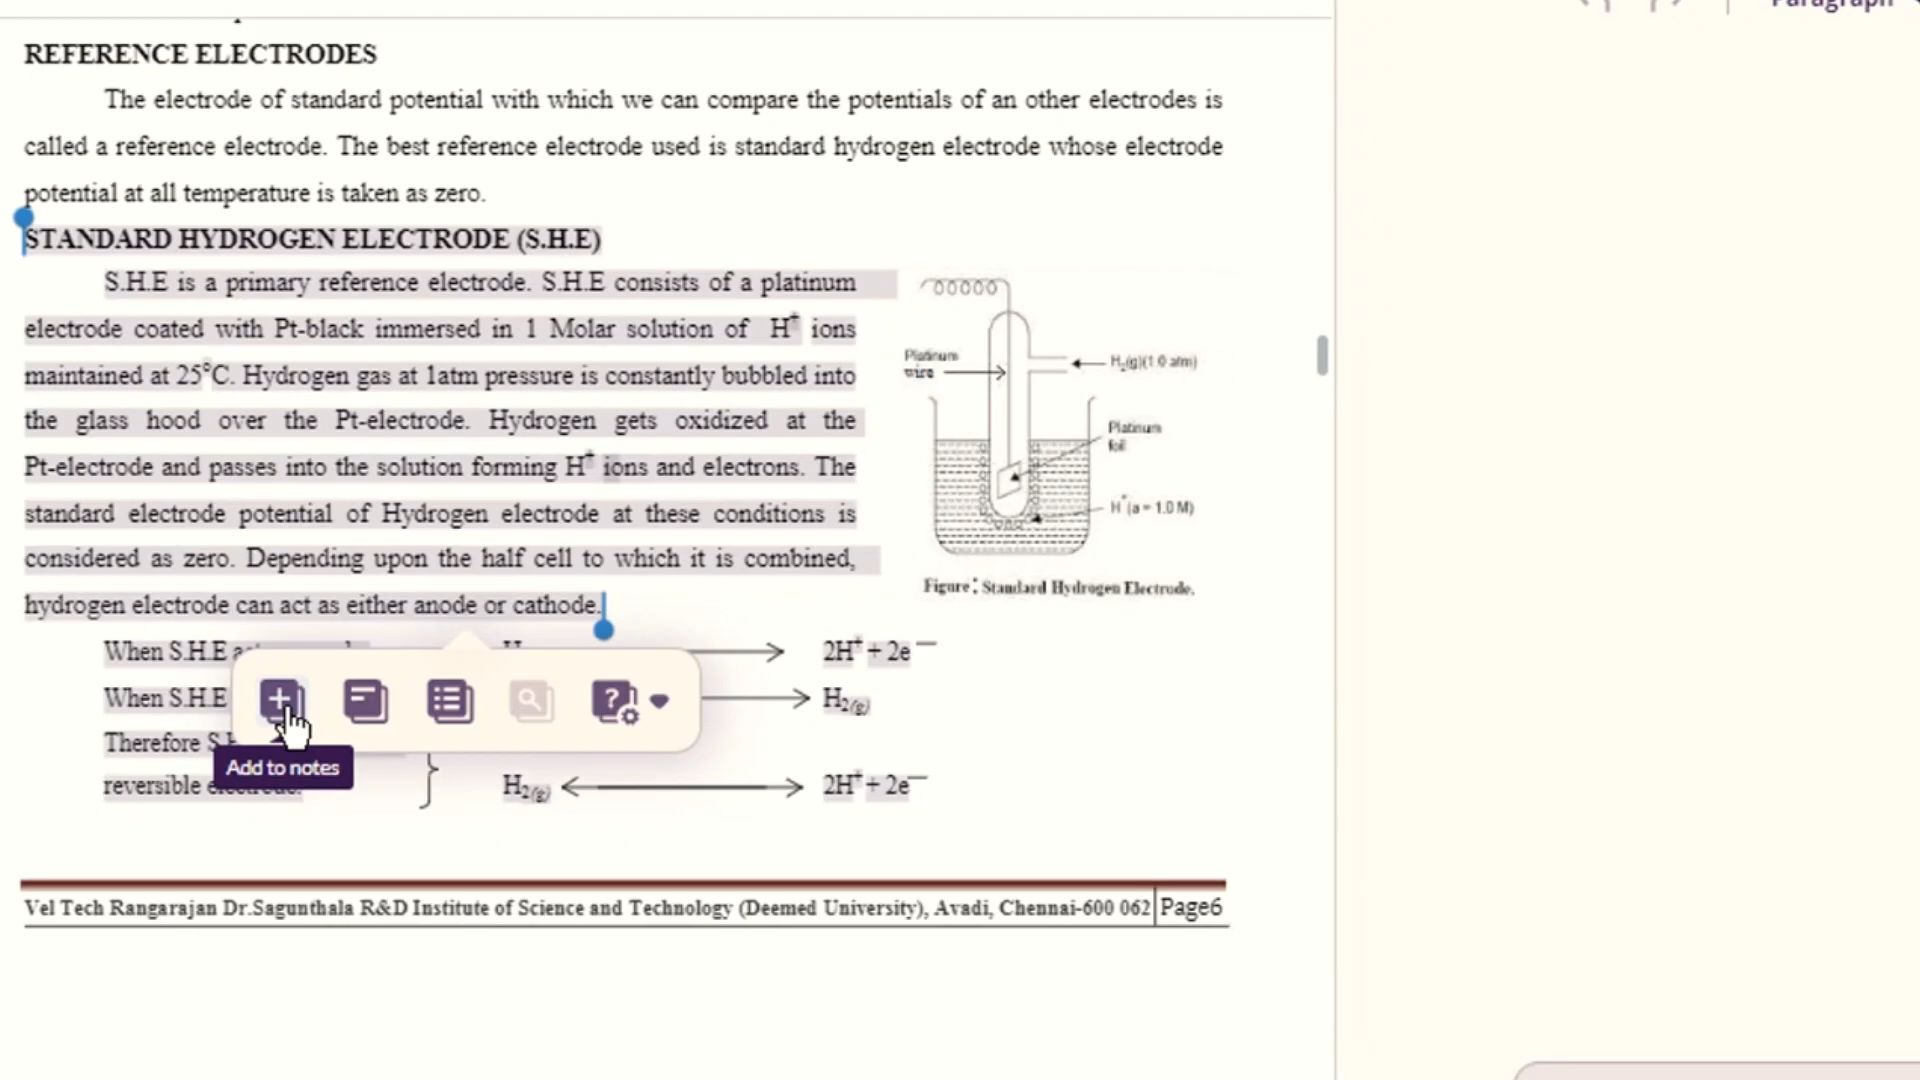 Paragraph
REFERENCE ELECTRODES
The electrode of standard potential with which we can compare the potentials of an other electrodes is
called a reference electrode. The best reference electrode used is standard hydrogen electrode whose electrode
potential at all temperature is taken as zero.
STANDARD HYDROGEN ELECTRODE (S.H.E)
S.H.E is a primary reference electrode. S.H.E consists of a platinum
electrode coated with Pt-black immersed in 1 Molar solution of H⁺ ions
maintained at 25°C. Hydrogen gas at 1atm pressure is constantly bubbled into
the glass hood over the Pt-electrode. Hydrogen gets oxidized at the
Pt-electrode and passes into the solution forming H⁺ ions and electrons. The
standard electrode potential of Hydrogen electrode at these conditions is
considered as zero. Depending upon the half cell to which it is combined,
hydrogen electrode can act as either anode or cathode.
Platinum
wire
H₂(g)(1.0 atm)
Platinum
foil
H⁺(a = 1.0 M)
Figure: Standard Hydrogen Electrode.
When S.H.E 2H⁺ + 2e⁻
When S.H.E H₂(g)
Therefore
reversible H₂(g) 2H⁺ + 2e⁻
Add to notes
Vel Tech Rangarajan Dr.Sagunthala R&D Institute of Science and Technology (Deemed University), Avadi, Chennai-600 062 Page6